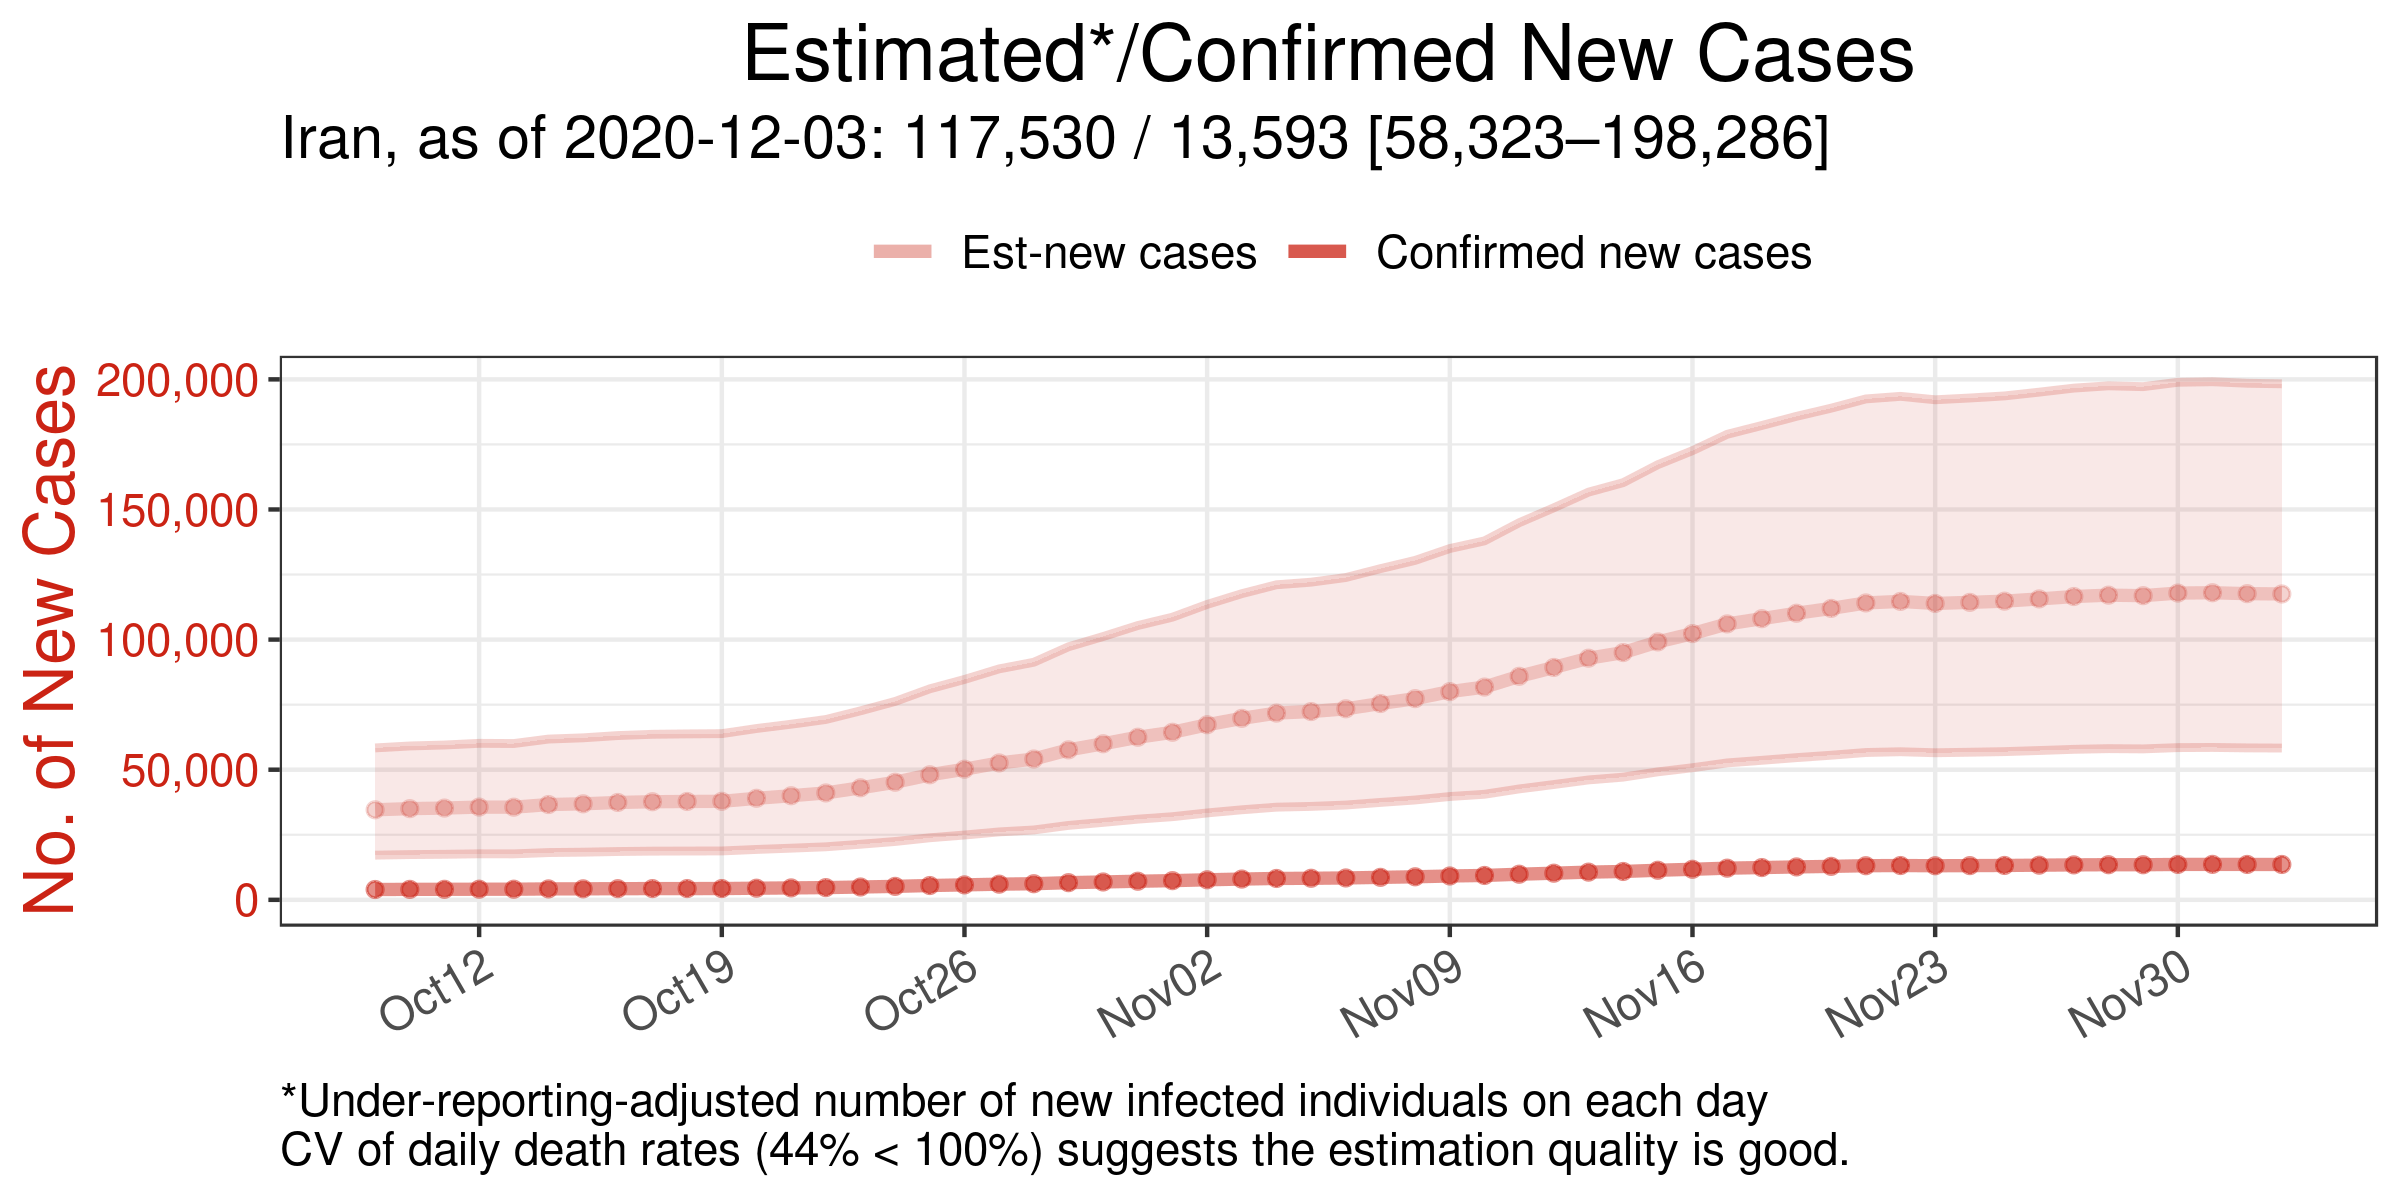 Estimated*/Confirmed New Cases
Iran, as of 2020-12-03: 117,530 / 13,593 [58,323–198,286]
Est-new cases Confirmed new cases
No. of New Cases
200,000
150,000
100,000
50,000
0
Oct12 Oct19 Oct26 Nov02 Nov09 Nov16 Nov23 Nov30
*Under-reporting-adjusted number of new infected individuals on each day
CV of daily death rates (44% < 100%) suggests the estimation quality is good.